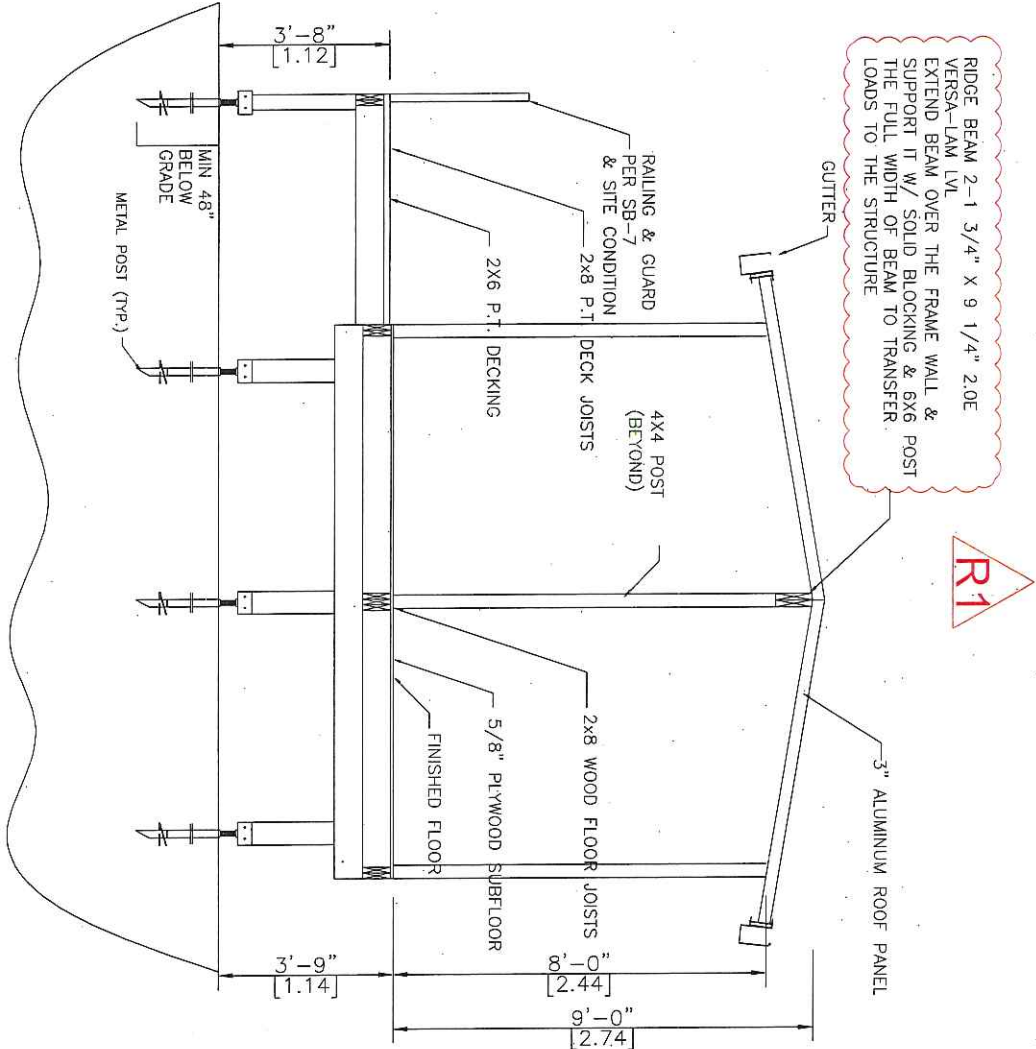 RIDGE BEAM 2-1 3/4" X 9 1/4" 2.0E
VERSA-LAM LVL
EXTEND BEAM OVER THE FRAME WALL &
SUPPORT IT W/ SOLID BLOCKING & 6X6 POST
THE FULL WIDTH OF BEAM TO TRANSFER
LOADS TO THE STRUCTURE
R1
GUTTER
3" ALUMINUM ROOF PANEL
4X4 POST
(BEYOND)
RAILING & GUARD
PER SB-7
& SITE CONDITION
2x8 P.T. DECK JOISTS
2X6 P.T. DECKING
2x8 WOOD FLOOR JOISTS
5/8" PLYWOOD SUBFLOOR
FINISHED FLOOR
3'-8"
[1.12]
MIN 48"
BELOW
GRADE
METAL POST (TYP.)
3'-9"
[1.14]
8'-0"
[2.44]
9'-0"
[2.74]